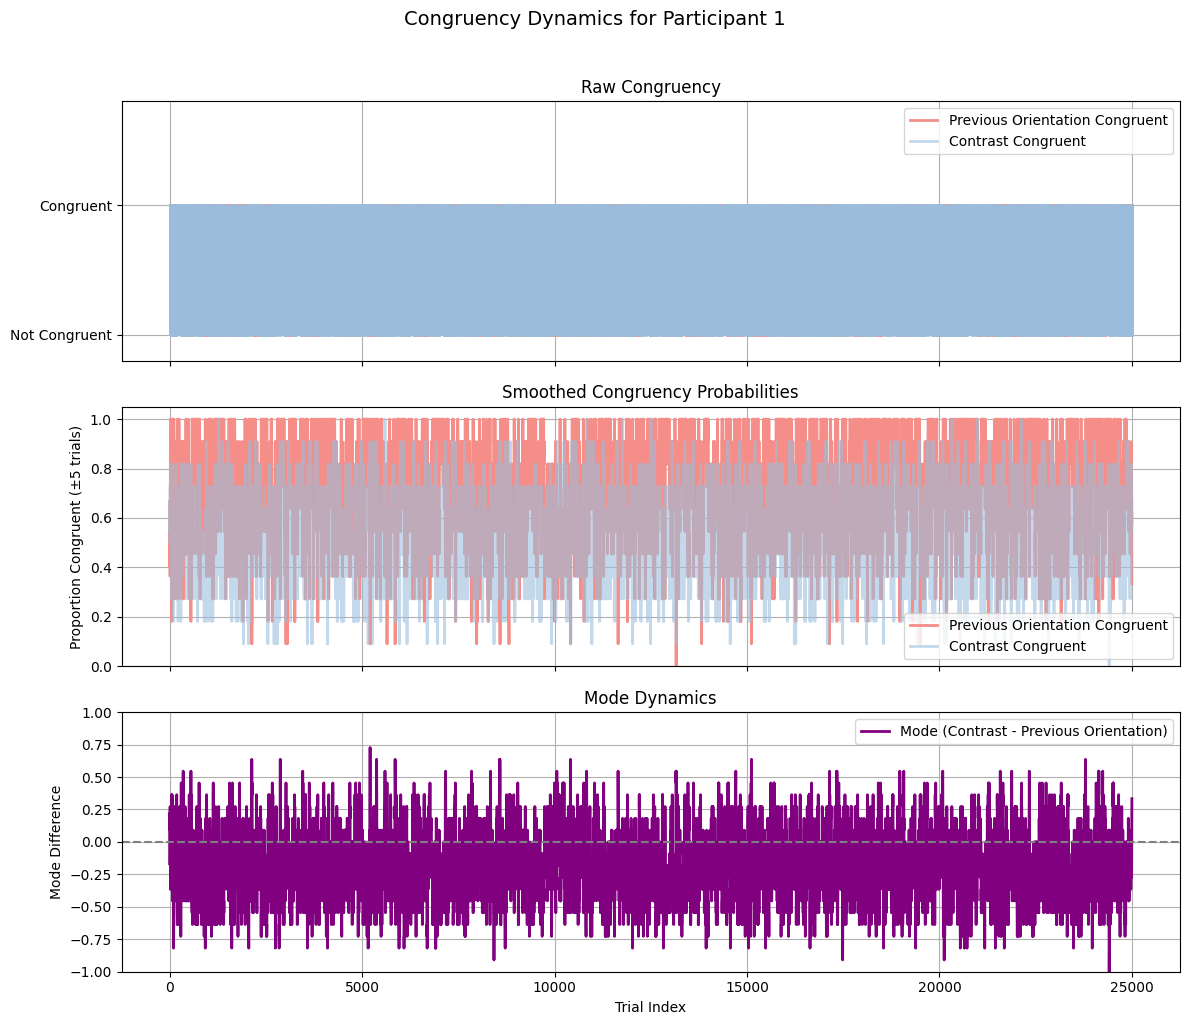 Congruency Dynamics for Participant 1
Raw Congruency
Previous Orientation Congruent
Contrast Congruent
Congruent
Not Congruent
Smoothed Congruency Probabilities
Proportion Congruent (±5 trials)
1.0
0.8
0.6
0.4
0.2
0.0
Previous Orientation Congruent
Contrast Congruent
Mode Dynamics
Mode Difference
1.00
0.75
0.50
0.25
0.00
−0.25
−0.50
−0.75
−1.00
Mode (Contrast - Previous Orientation)
0 5000 10000 15000 20000 25000
Trial Index